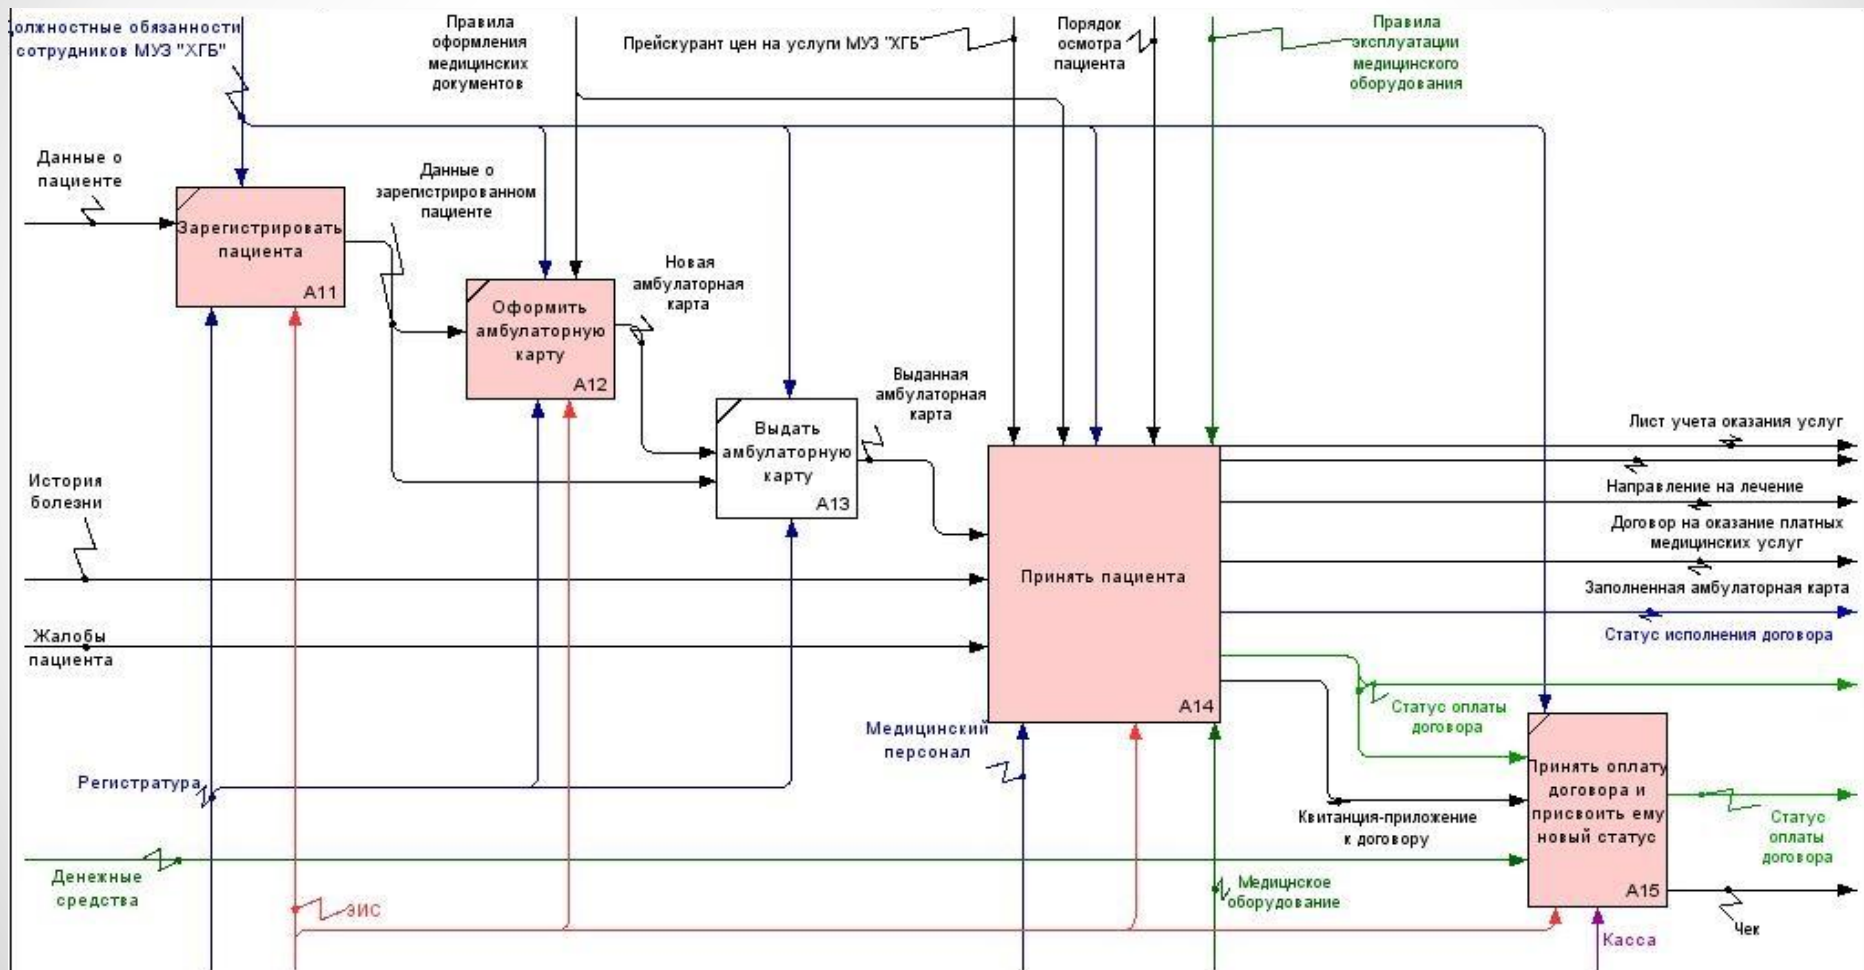 олжностные обязанности
сотрудников МУЗ "ХГБ"
Правила
оформления
медицинских
документов
Прейскурант цен на услуги МУЗ "ХГБ"
Порядок
осмотра
пациента
Правила
эксплуатации
медицинского
оборудования
Данные о
пациенте
Зарегистрировать
пациента
A11
Данные о
зарегистрированном
пациенте
Оформить
амбулаторную
карту
A12
Новая
амбулаторная
карта
Выдать
амбулаторную
карту
A13
Выданная
амбулаторная
карта
История
болезни
Жалобы
пациента
Принять пациента
A14
Лист учета оказания услуг
Направление на лечение
Договор на оказание платных
медицинских услуг
Заполненная амбулаторная карта
Статус исполнения договора
Статус оплаты
договора
Медицинский
персонал
Регистратура
Квитанция-приложение
к договору
Принять оплату
договора и
присвоить ему
новый статус
A15
Статус
оплаты
договора
Денежные
средства
ЭИС
Медицнское
оборудование
Касса
Чек